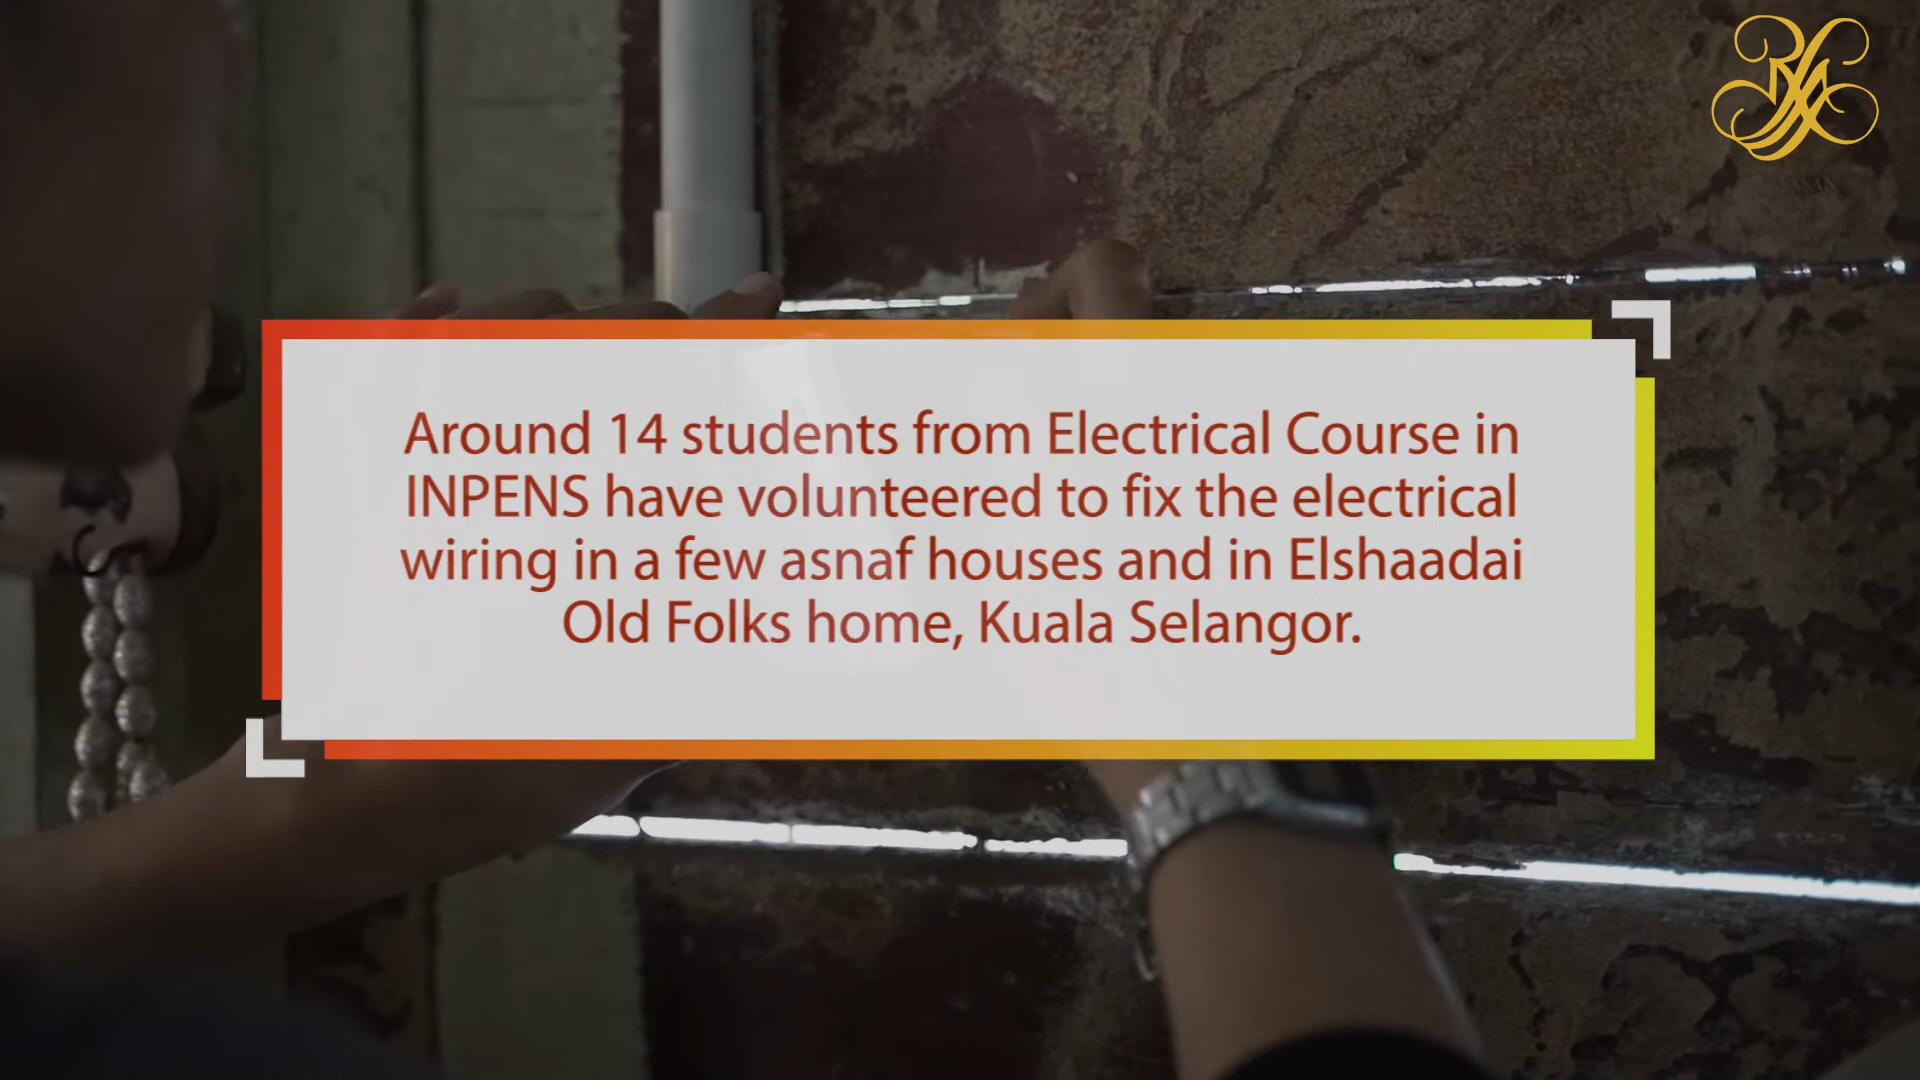 Around 14 students from Electrical Course in
INPENS have volunteered to fix the electrical
wiring in a few asnaf houses and in Elshaadai
Old Folks home, Kuala Selangor.